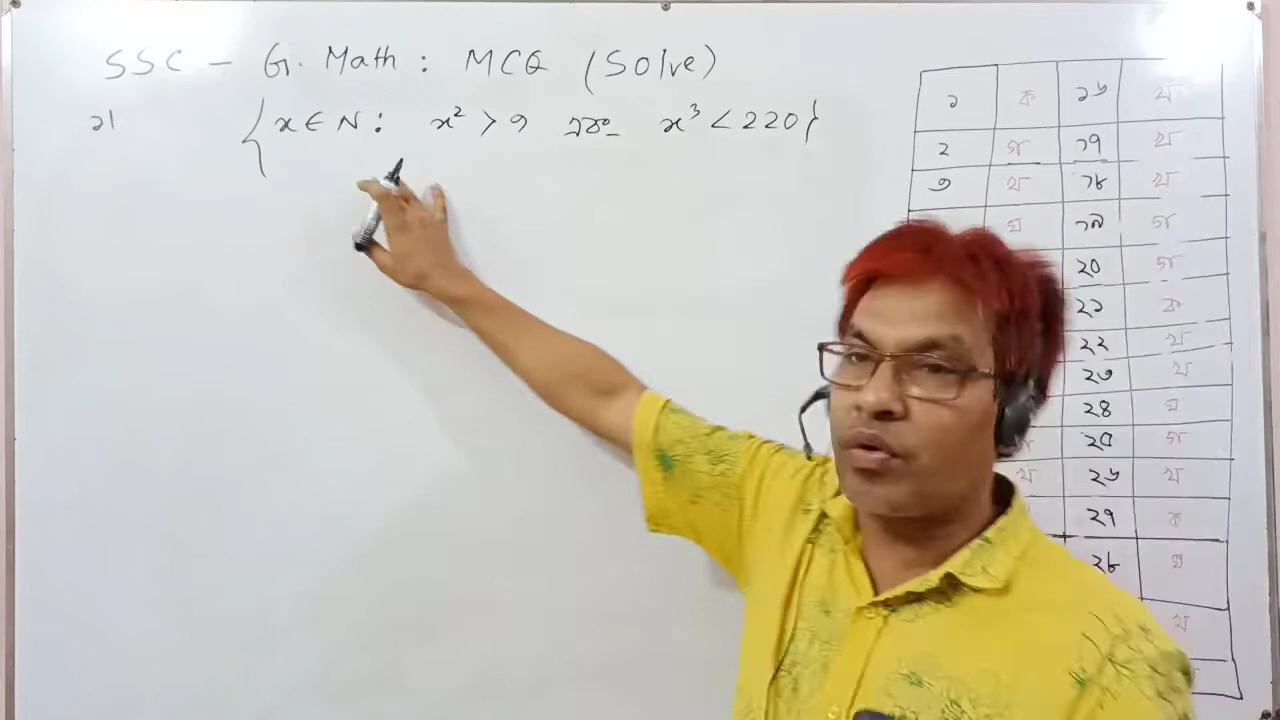 SSC – G. Math : MCQ (Solve)
১। {x ∈ N : x² > 9 এবং x³ < 220}
১ ক ১৬ খ
২ গ ১৭ খ
৩ খ ১৮ খ
ঘ ১৯ গ
২০ গ
২১ ক
২২ খ
২৩ খ
২৪ ঘ
গ ২৫ গ
খ ২৬ খ
২৭ ক
২৮ ঘ
খ